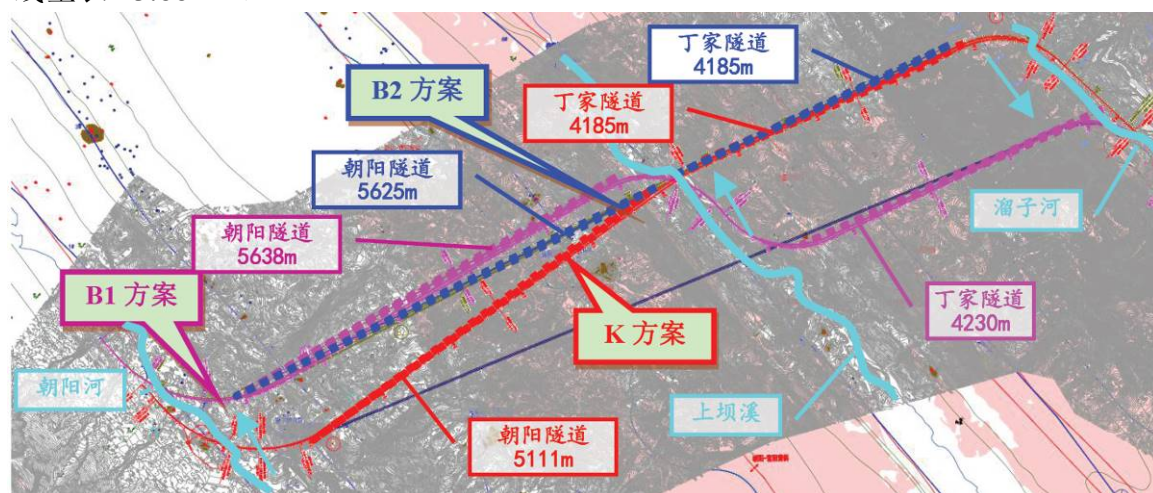 丁家隧道
4185m
B2 方案
丁家隧道
4185m
朝阳隧道
5625m
朝阳隧道
5638m
溜子河
B1 方案
丁家隧道
4230m
K 方案
朝阳河
上坝溪
朝阳隧道
5111m